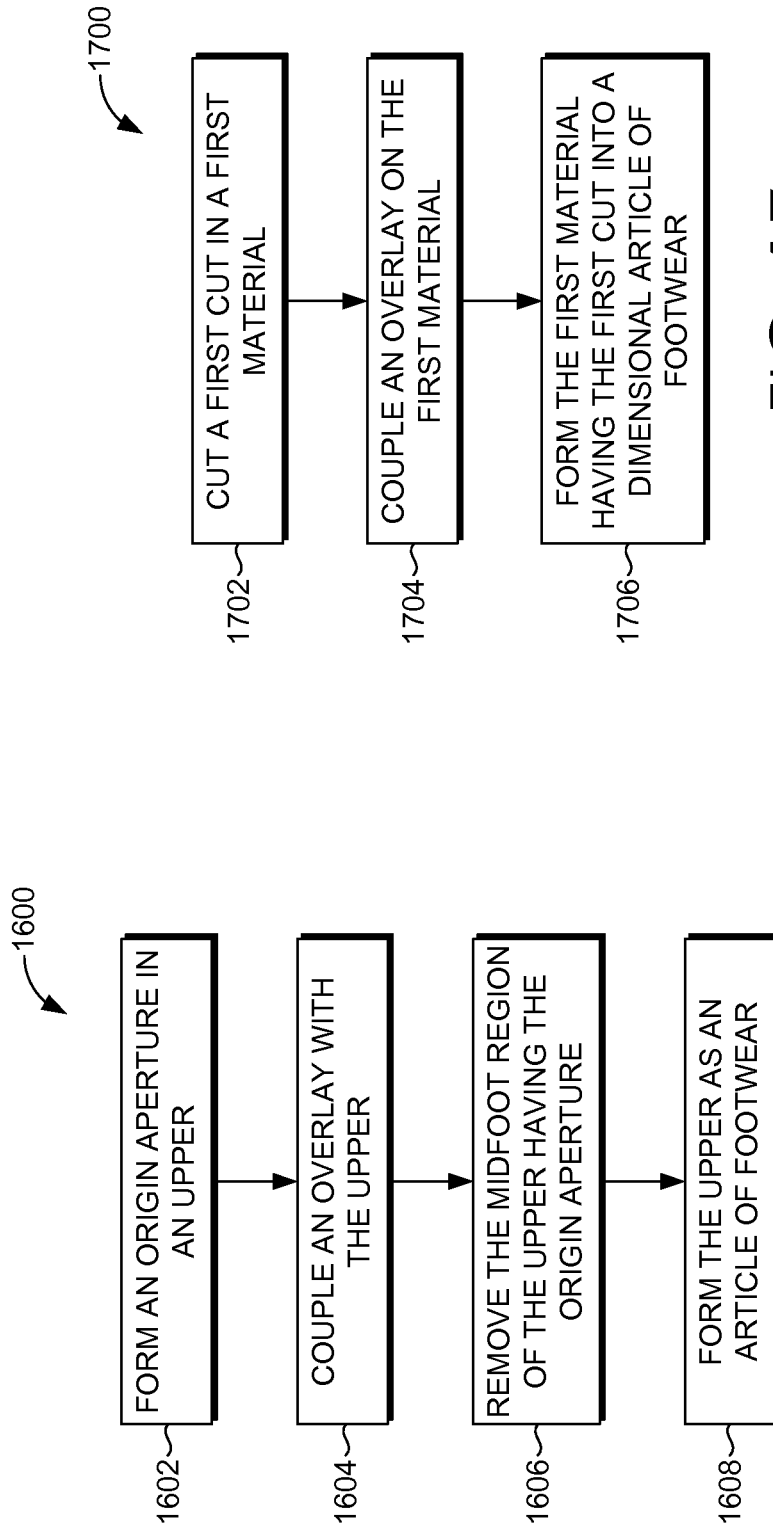 1600
1602
FORM AN ORIGIN APERTURE IN
AN UPPER
1604
COUPLE AN OVERLAY WITH
THE UPPER
1606
REMOVE THE MIDFOOT REGION
OF THE UPPER HAVING THE
ORIGIN APERTURE
1608
FORM THE UPPER AS AN
ARTICLE OF FOOTWEAR
1700
1702
CUT A FIRST CUT IN A FIRST
MATERIAL
1704
COUPLE AN OVERLAY ON THE
FIRST MATERIAL
1706
FORM THE FIRST MATERIAL
HAVING THE FIRST CUT INTO A
DIMENSIONAL ARTICLE OF
FOOTWEAR